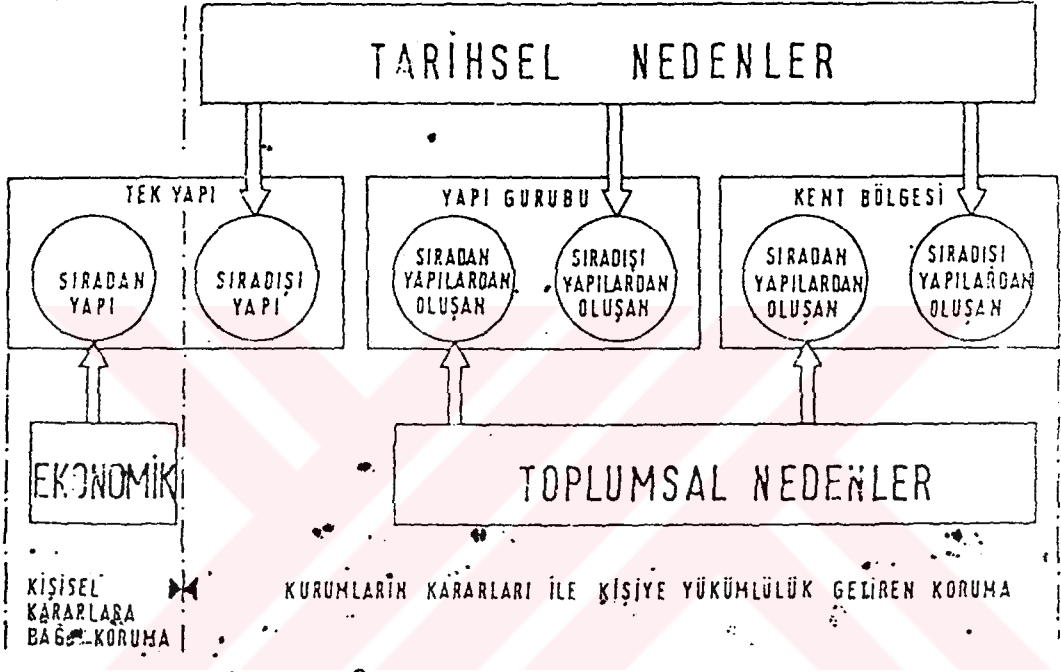 TARİHSEL NEDENLER
TEK YAPI
SIRADAN
YAPI
SIRADIŞI
YAPI
YAPI GURUBU
SIRADAN
YAPILARDAN
OLUŞAN
SIRADIŞI
YAPILARDAN
OLUŞAN
KENT BÖLGESİ
SIRADAN
YAPILARDAN
OLUŞAN
SIRADIŞI
YAPILARDAN
OLUŞAN
EKONOMİK
TOPLUMSAL NEDENLER
KİŞİSEL
KARARLARA
KORUMA
KURUMLARIN KARARLARI İLE KİŞİYE YÜKÜMLÜLÜK GETİREN KORUMA